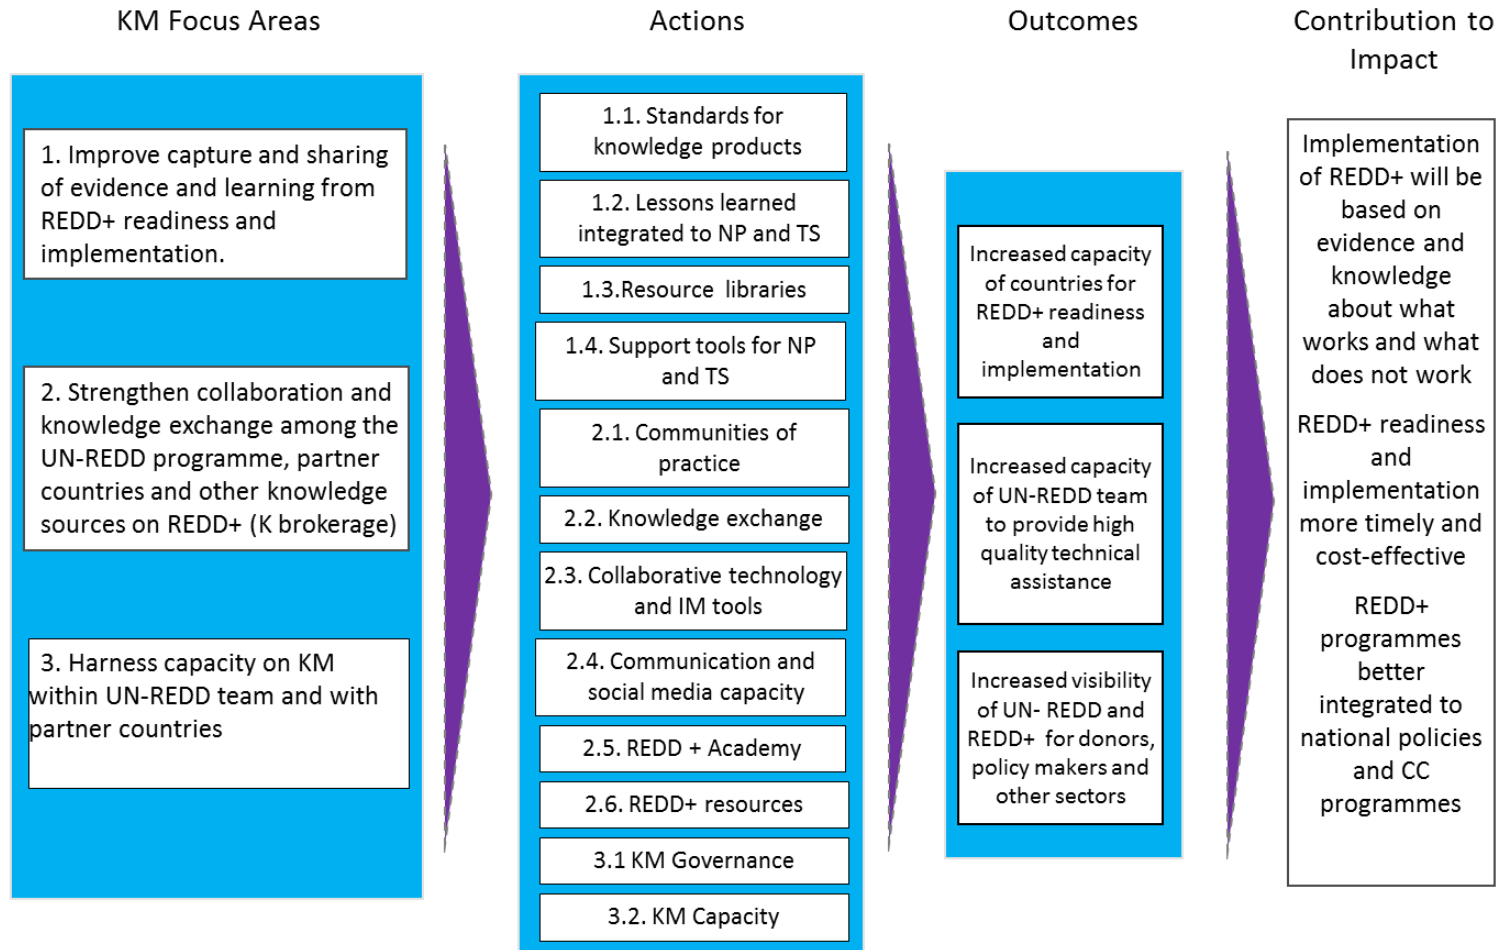 KM Focus Areas
Actions
Outcomes
Contribution to
Impact
1. Improve capture and sharing
of evidence and learning from
REDD+ readiness and
implementation.
2. Strengthen collaboration and
knowledge exchange among the
UN-REDD programme, partner
countries and other knowledge
sources on REDD+ (K brokerage)
3. Harness capacity on KM
within UN-REDD team and with
partner countries
1.1. Standards for
knowledge products
1.2. Lessons learned
integrated to NP and TS
1.3.Resource libraries
1.4. Support tools for NP
and TS
2.1. Communities of
practice
2.2. Knowledge exchange
2.3. Collaborative technology
and IM tools
2.4. Communication and
social media capacity
2.5. REDD + Academy
2.6. REDD+ resources
3.1 KM Governance
3.2. KM Capacity
Increased capacity
of countries for
REDD+ readiness
and
implementation
Increased capacity
of UN-REDD team
to provide high
quality technical
assistance
Increased visibility
of UN- REDD and
REDD+ for donors,
policy makers and
other sectors
Implementation
of REDD+ will be
based on
evidence and
knowledge
about what
works and what
does not work
REDD+ readiness
and
implementation
more timely and
cost-effective
REDD+
programmes
better
integrated to
national policies
and CC
programmes